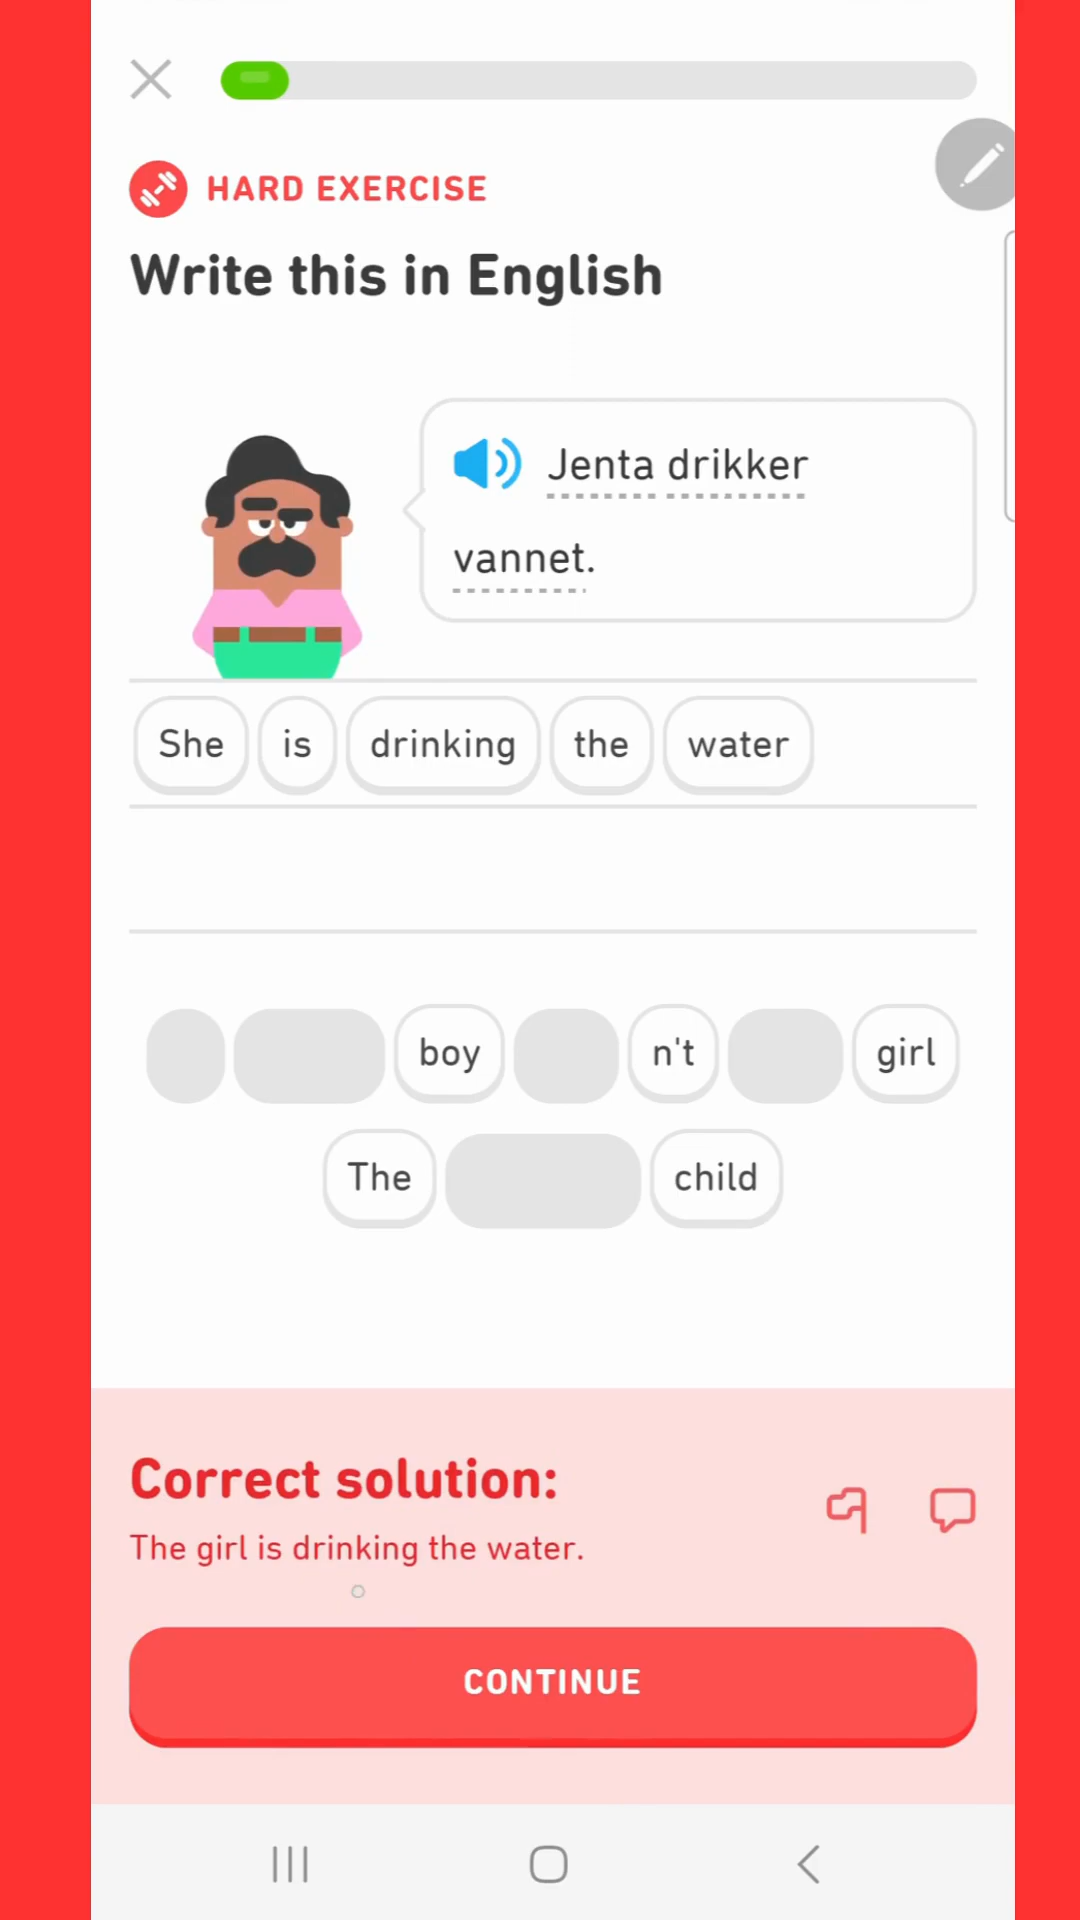 HARD EXERCISE
Write this in English
Jenta drikker
vannet.
She is drinking the water
boy n't girl
The child
Correct solution:
The girl is drinking the water.
CONTINUE